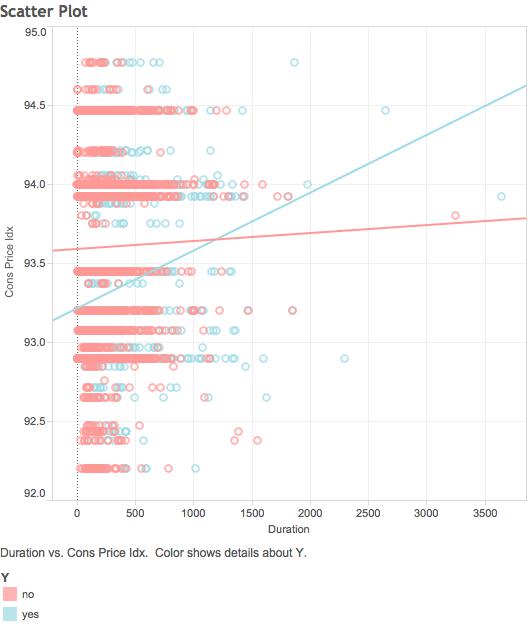 Scatter Plot
95.0
94.5
94.0
93.5
93.0
92.5
92.0
Cons Price Idx
0 500 1000 1500 2000 2500 3000 3500
Duration
Duration vs. Cons Price Idx. Color shows details about Y.
Y
no
yes